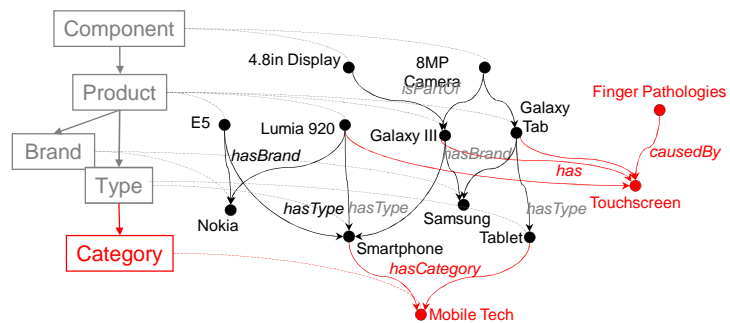 Component
4.8in Display
8MP
Camera
isPartOf
Product
Galaxy
Tab
Finger Pathologies
E5
Lumia 920
Galaxy III
Brand
hasBrand
hasBrand
causedBy
Type
has
Nokia
hasType
hasType
Samsung
hasType
Touchscreen
Smartphone
Tablet
Category
hasCategory
Mobile Tech